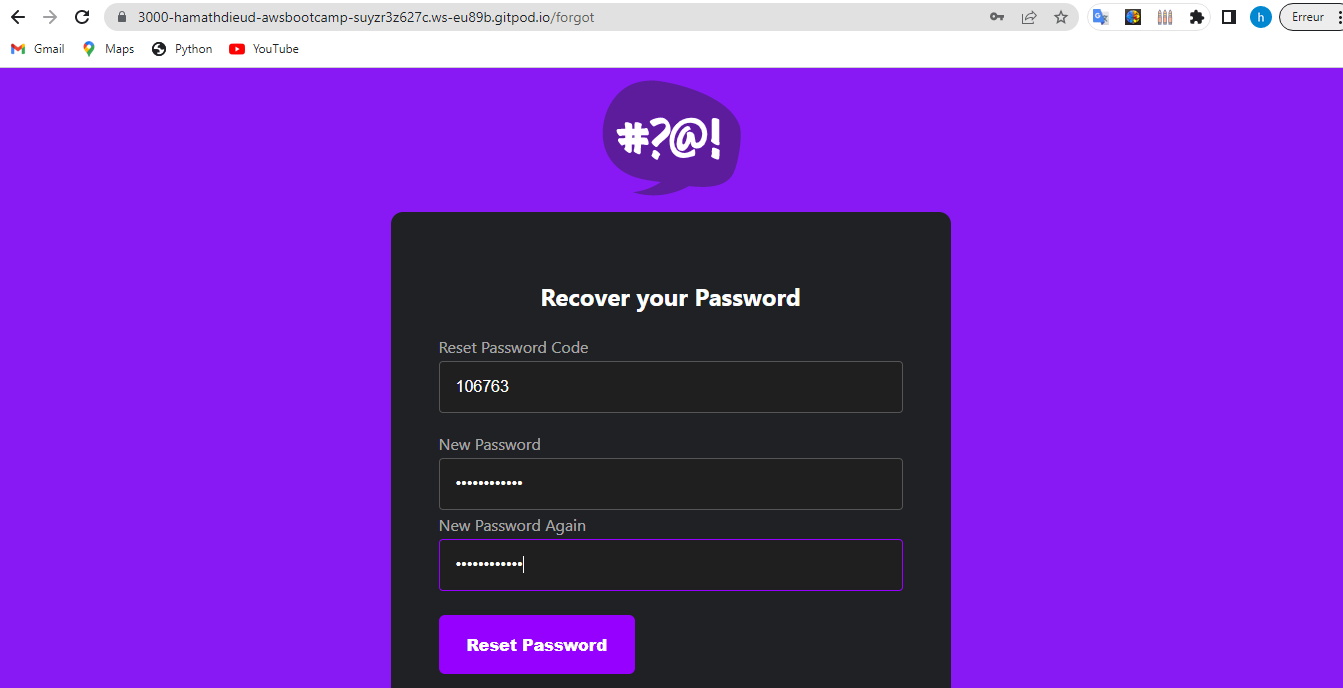 3000-hamathdieud-awsbootcamp-suyzr3z627c.ws-eu89b.gitpod.io/forgot
h
Erreur
Gmail
Maps
Python
YouTube
#?@!
Recover your Password
Reset Password Code
106763
New Password
••••••••••••
New Password Again
••••••••••••
Reset Password